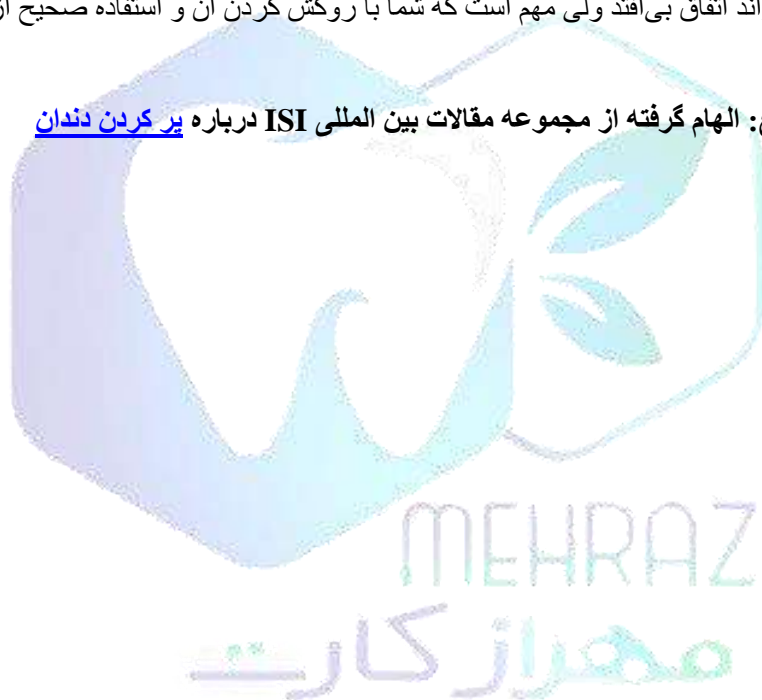 اند اتفاق بی‌افتد ولی مهم است که شما با روکش کردن آن و استفاده صحیح از
: الهام گرفته از مجموعه مقالات بین المللی ISI درباره پر کردن دندان
MEHRAZ
مهراز کارت